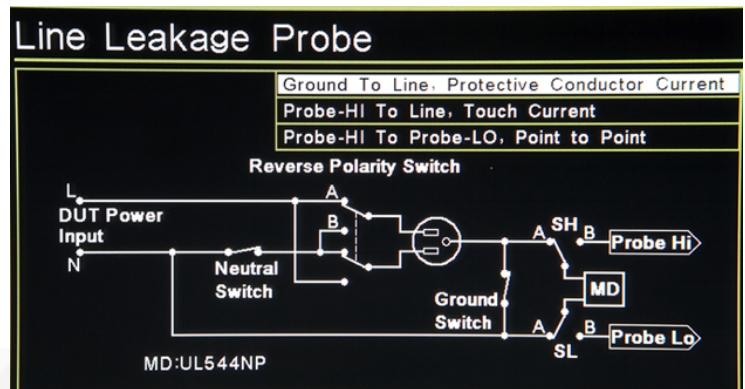 Line Leakage Probe
Ground To Line, Protective Conductor Current
Probe-HI To Line, Touch Current
Probe-HI To Probe-LO, Point to Point
Reverse Polarity Switch
L
A
DUT Power
Input
B
N
Neutral
Switch
A
SH
B
Probe Hi
MD
Ground
Switch
A
B
Probe Lo
SL
MD:UL544NP